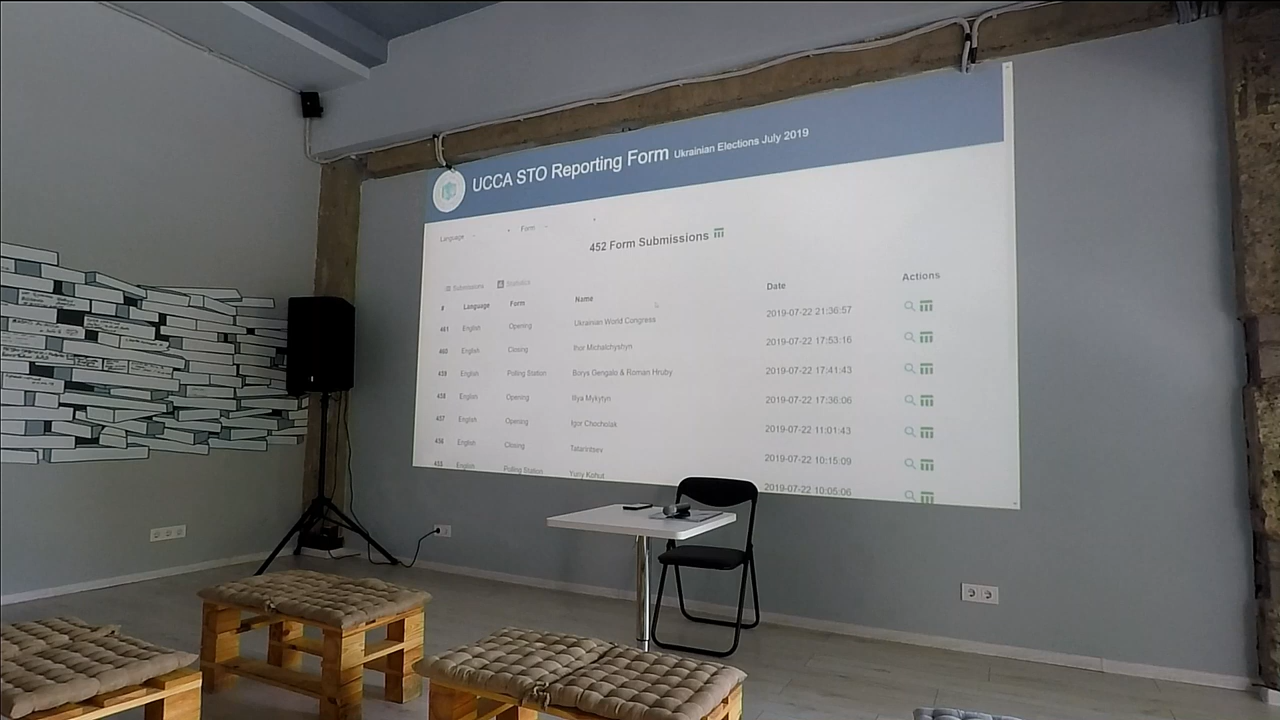 UCCA STO Reporting Form Ukrainian Elections July 2019
Language Form
452 Form Submissions
Submissions Statistics
# Language Form Name Date Actions
461 English Opening Ukrainian World Congress 2019-07-22 21:36:57
460 English Closing Ihor Michalchyshyn 2019-07-22 17:53:16
459 English Polling Station Borys Gengalo & Roman Hruby 2019-07-22 17:41:43
458 English Opening Illya Mykytyn 2019-07-22 17:36:06
457 English Opening Igor Chocholak 2019-07-22 11:01:43
456 English Closing Tatarintsev 2019-07-22 10:15:09
455 English Polling Station Yuriy Kohut 2019-07-22 10:05:06